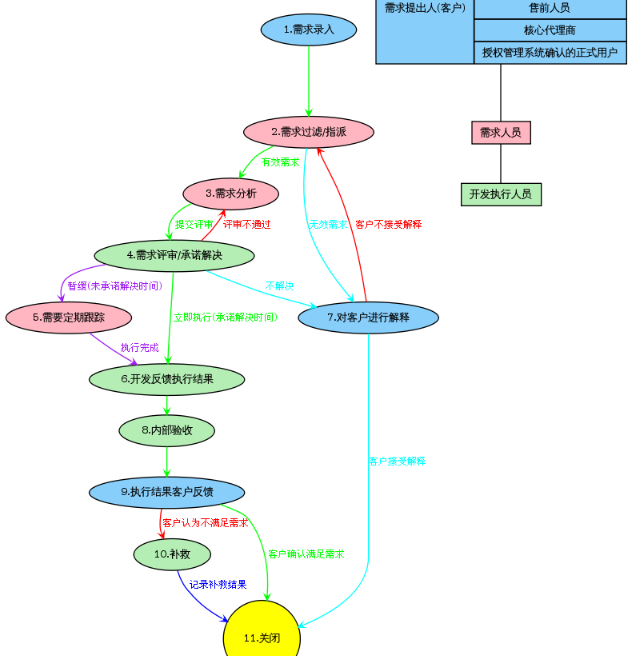 需求提出人(客户)
售前人员
核心代理商
授权管理系统确认的正式用户
1.需求录入
2.需求过滤/指派
需求人员
有效需求
3.需求分析
开发执行人员
提交评审
评审不通过
无效需求
客户不接受解释
4.需求评审/承诺解决
暂缓(未承诺解决时间)
不解决
5.需要定期跟踪
立即执行(承诺解决时间)
7.对客户进行解释
执行完成
6.开发反馈执行结果
8.内部验收
客户接受解释
9.执行结果客户反馈
客户认为不满足需求
10.补救
客户确认满足需求
记录补救结果
11.关闭